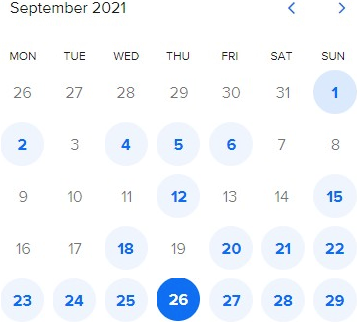 September 2021
MON TUE WED THU FRI SAT SUN
26 27 28 29 30 31 1
2 3 4 5 6 7 8
9 10 11 12 13 14 15
16 17 18 19 20 21 22
23 24 25 26 27 28 29